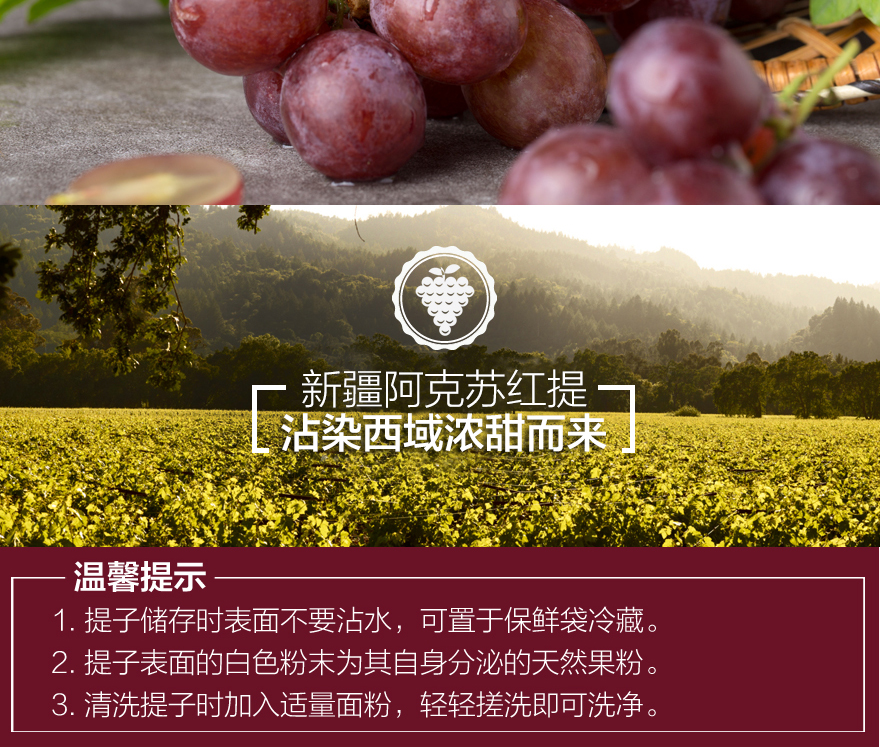 新疆阿克苏红提
沾染西域浓甜而来
温馨提示
1. 提子储存时表面不要沾水，可置于保鲜袋冷藏。
2. 提子表面的白色粉末为其自身分泌的天然果粉。
3. 清洗提子时加入适量面粉，轻轻搓洗即可洗净。